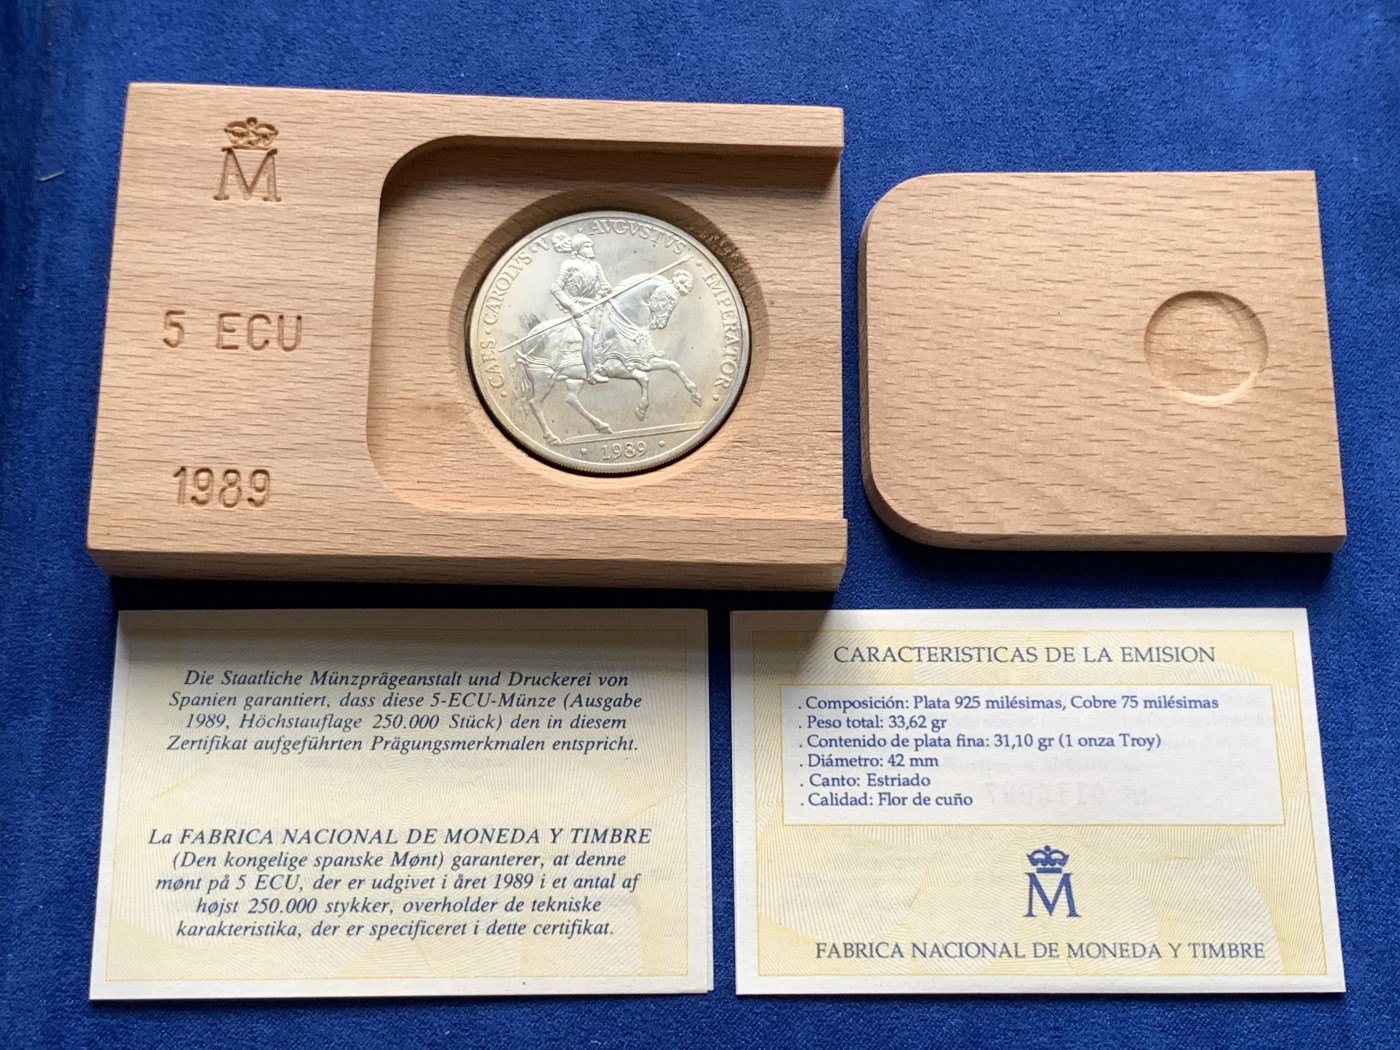 M
5 ECU
1989
· CAES · CAROLVS · V · AVGVSTVS · IMPERATOR ·
· 1989 ·
Die Staatliche Münzprägeanstalt und Druckerei von
Spanien garantiert, dass diese 5-ECU-Münze (Ausgabe
1989, Höchstauflage 250.000 Stück) den in diesem
Zertifikat aufgeführten Prägungsmerkmalen entspricht.
La FABRICA NACIONAL DE MONEDA Y TIMBRE
(Den kongelige spanske Mønt) garanterer, at denne
mønt på 5 ECU, der er udgivet i året 1989 i et antal af
højst 250.000 stykker, overholder de tekniske
karakteristika, der er specificeret i dette certifikat.
CARACTERISTICAS DE LA EMISION
. Composición: Plata 925 milésimas, Cobre 75 milésimas
. Peso total: 33,62 gr
. Contenido de plata fina: 31,10 gr (1 onza Troy)
. Diámetro: 42 mm
. Canto: Estriado
. Calidad: Flor de cuño
M
FABRICA NACIONAL DE MONEDA Y TIMBRE